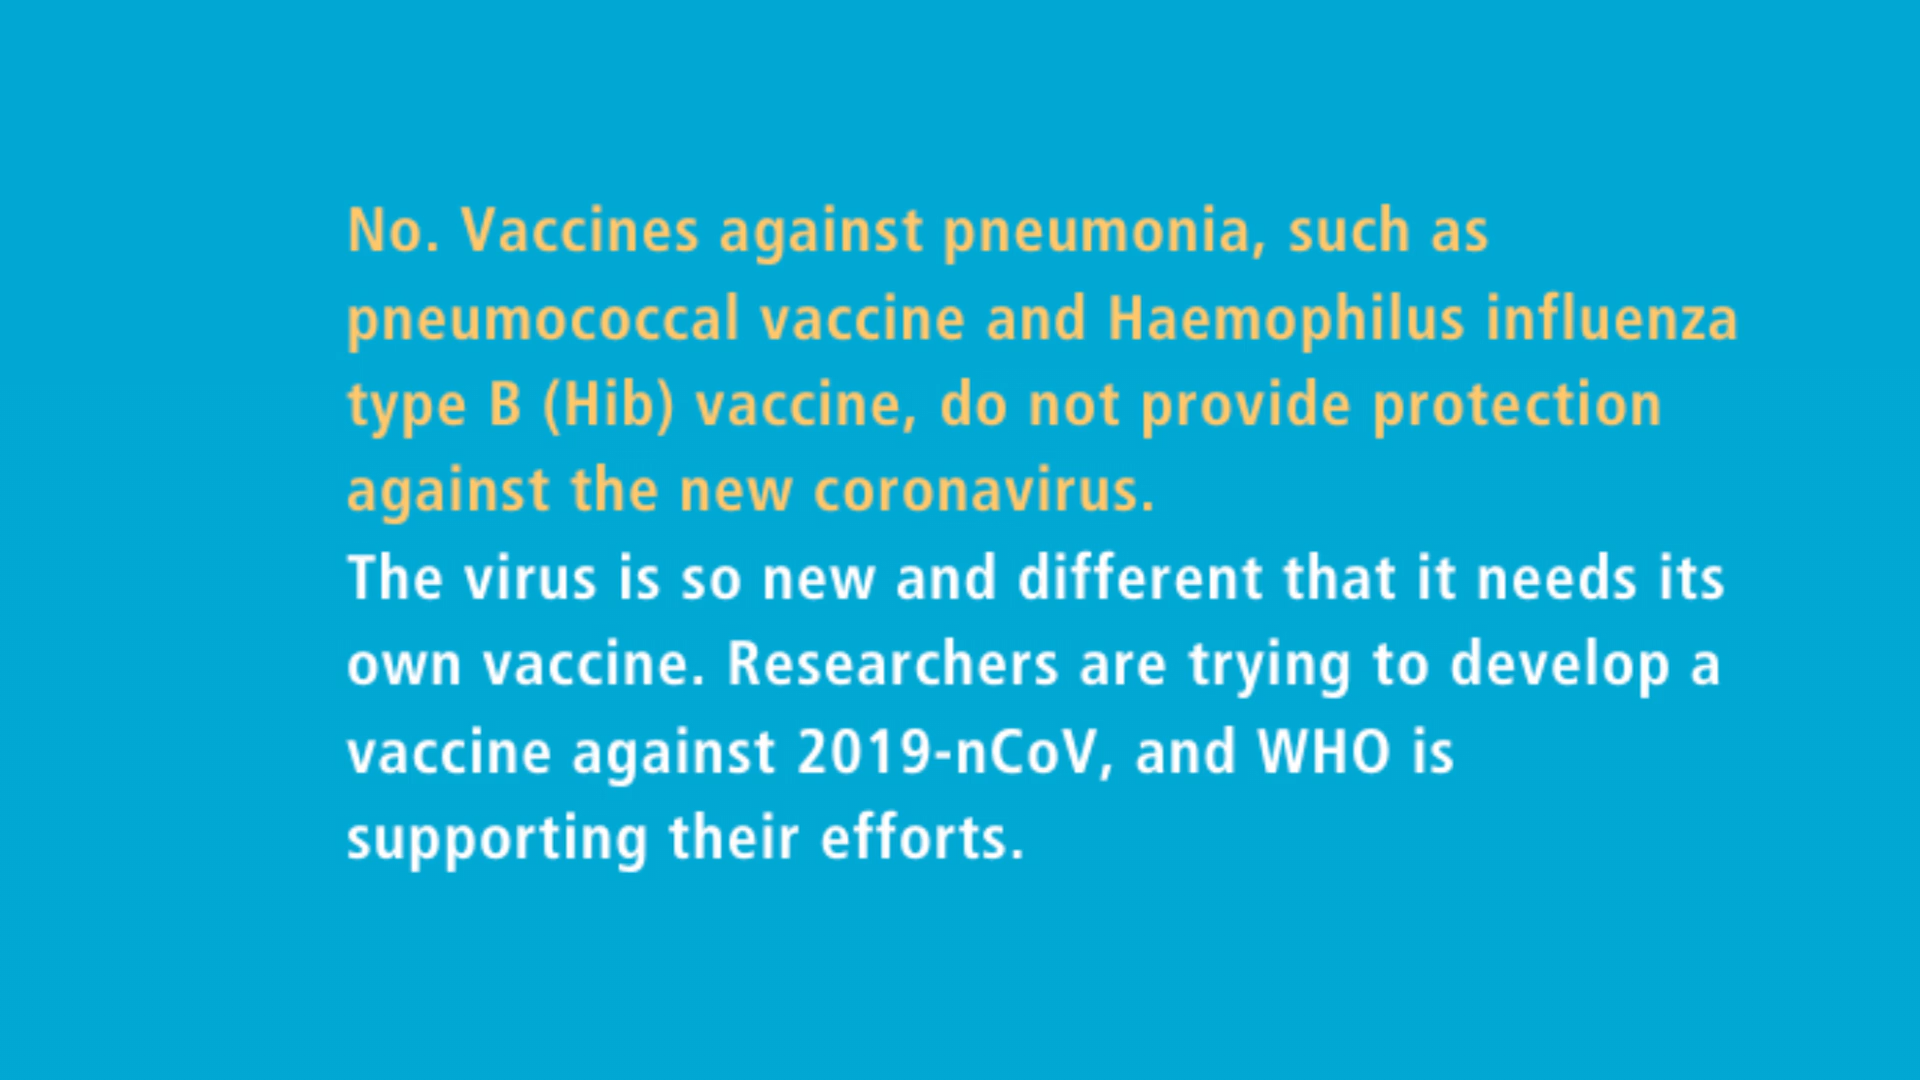 No. Vaccines against pneumonia, such as
pneumococcal vaccine and Haemophilus influenza
type B (Hib) vaccine, do not provide protection
against the new coronavirus.
The virus is so new and different that it needs its
own vaccine. Researchers are trying to develop a
vaccine against 2019-nCoV, and WHO is
supporting their efforts.